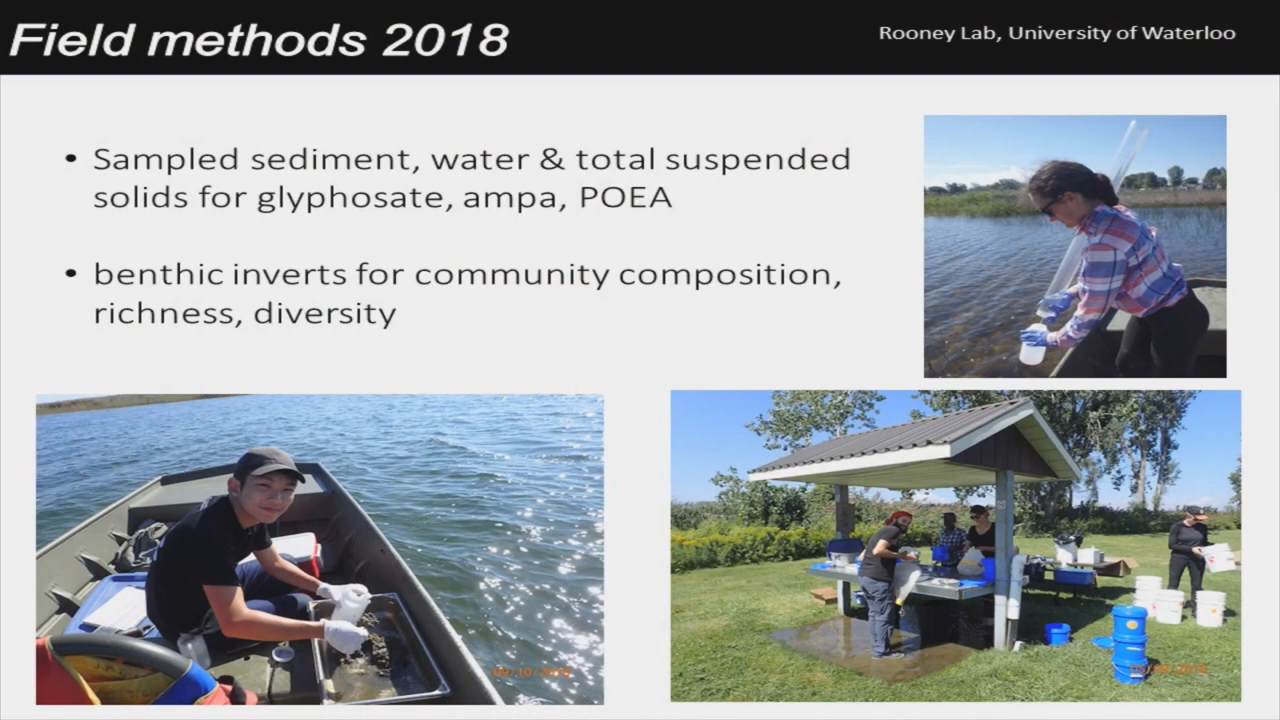 Field methods 2018
Rooney Lab, University of Waterloo
• Sampled sediment, water & total suspended
solids for glyphosate, ampa, POEA
• benthic inverts for community composition,
richness, diversity